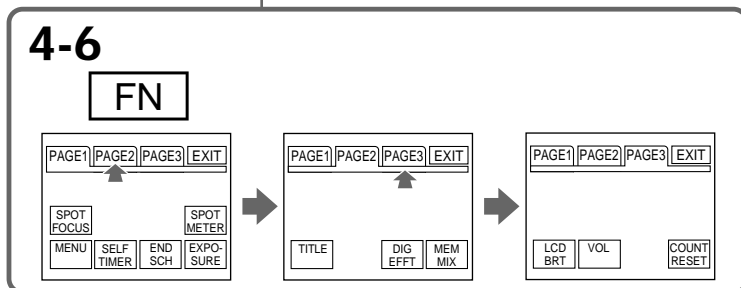 4-6
FN
PAGE1 PAGE2 PAGE3 EXIT
SPOT FOCUS
SPOT METER
MENU
SELF TIMER
END SCH
EXPO-SURE
PAGE1 PAGE2 PAGE3 EXIT
TITLE
DIG EFFT
MEM MIX
PAGE1 PAGE2 PAGE3 EXIT
LCD BRT
VOL
COUNT RESET